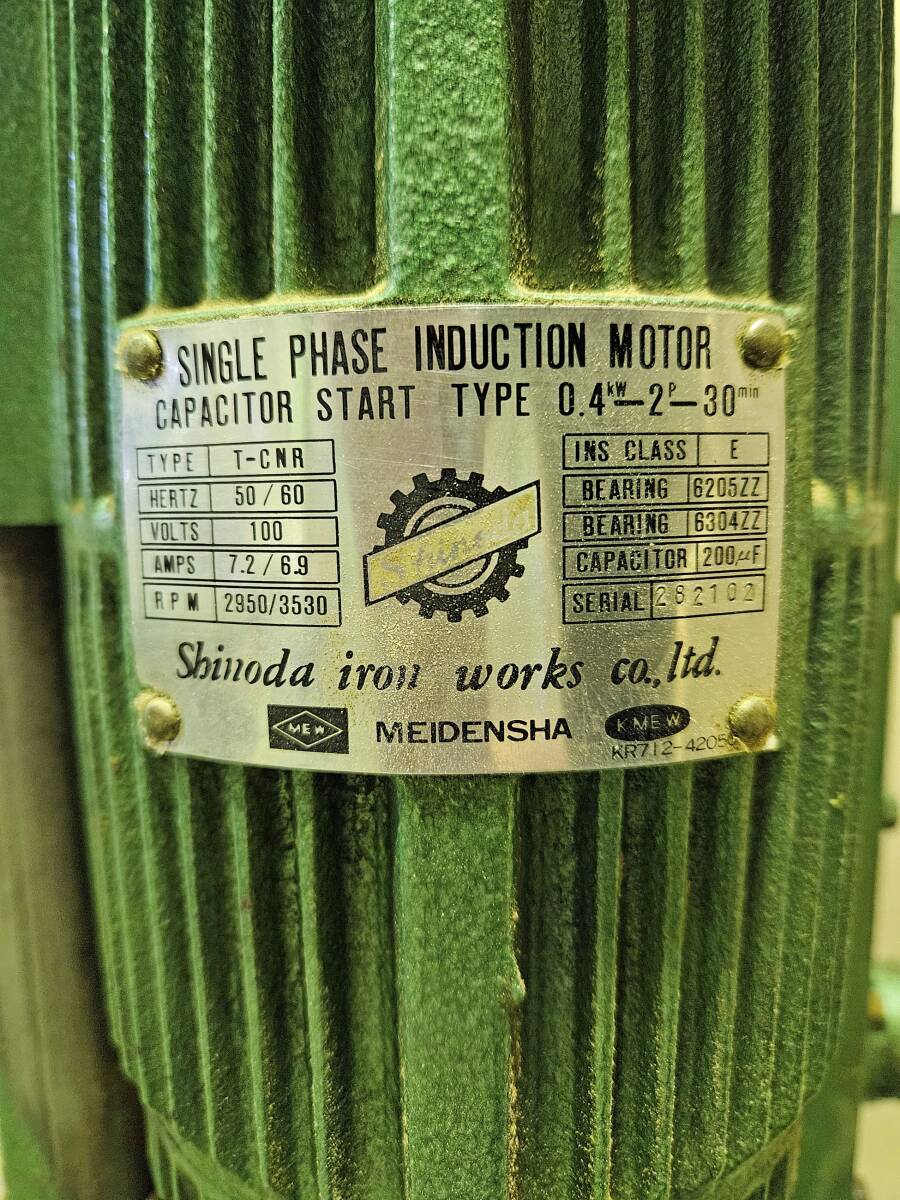 SINGLE PHASE INDUCTION MOTOR
CAPACITOR START TYPE 0.4kW-2P-30min
TYPE T-CNR
HERTZ 50/60
VOLTS 100
AMPS 7.2/6.9
RPM 2950/3530
Shinoda
INS CLASS E
BEARING 6205ZZ
BEARING 6304ZZ
CAPACITOR 200μF
SERIAL 282102
Shinoda iron works co.,ltd.
MEW MEIDENSHA KMEW